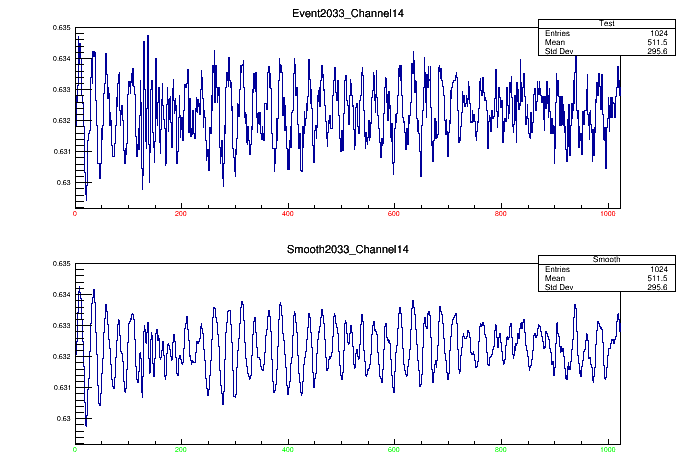 Event2033_Channel14
Test
Entries 1024
Mean 511.5
Std Dev 295.6
0.635
0.634
0.633
0.632
0.631
0.63
0 200 400 600 800 1000
Smooth2033_Channel14
Smooth
Entries 1024
Mean 511.5
Std Dev 295.6
0.635
0.634
0.633
0.632
0.631
0.63
0 200 400 600 800 1000